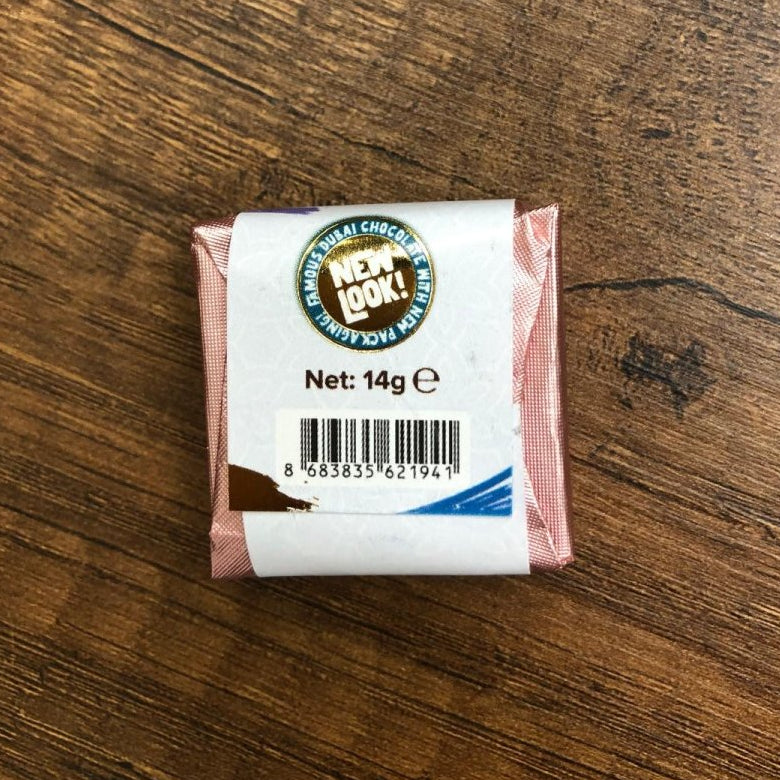 FAMOUS DUBAI CHOCOLATE WITH NEW PACKAGING!
NEW
LOOK!
Net: 14g ℮
8 683835 621941